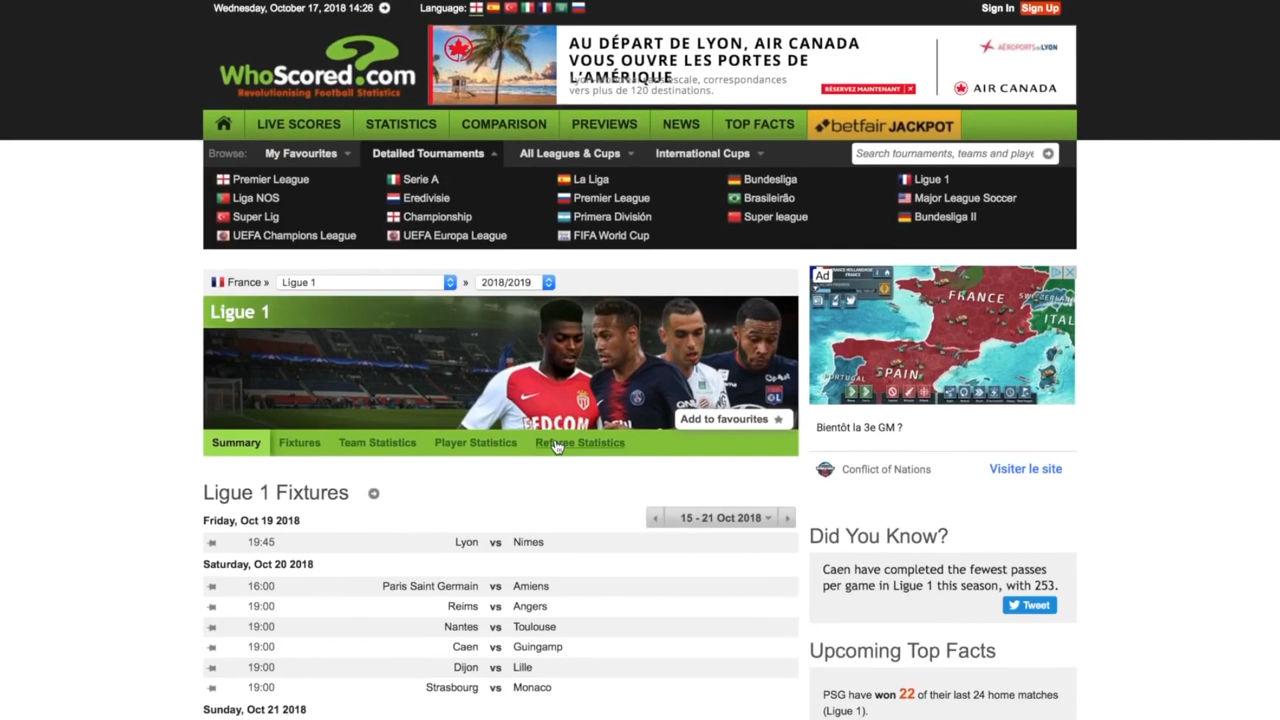 Wednesday, October 17, 2018 14:26
Language:
Sign In Sign Up
WhoScored?.com
Revolutionising Football Statistics
AU DÉPART DE LYON, AIR CANADA
VOUS OUVRE LES PORTES DE
L'AMÉRIQUE
escale, correspondances
vers plus de 120 destinations.
RÉSERVEZ MAINTENANT
AÉROPORTS DE LYON
AIR CANADA
LIVE SCORES STATISTICS COMPARISON PREVIEWS NEWS TOP FACTS betfair JACKPOT
Browse: My Favourites Detailed Tournaments All Leagues & Cups International Cups Search tournaments, teams and playe
Premier League Serie A La Liga Bundesliga Ligue 1
Liga NOS Eredivisie Premier League Brasileirão Major League Soccer
Super Lig Championship Primera División Super league Bundesliga II
UEFA Champions League UEFA Europa League FIFA World Cup
France » Ligue 1 » 2018/2019
Ligue 1
Add to favourites
Summary Fixtures Team Statistics Player Statistics Referee Statistics
Ad
FRANCE
ITAL
PORTUGAL
SPAIN
Bientôt la 3e GM ?
Conflict of Nations Visiter le site
Ligue 1 Fixtures
15 - 21 Oct 2018
Friday, Oct 19 2018
19:45 Lyon vs Nimes
Saturday, Oct 20 2018
16:00 Paris Saint Germain vs Amiens
19:00 Reims vs Angers
19:00 Nantes vs Toulouse
19:00 Caen vs Guingamp
19:00 Dijon vs Lille
19:00 Strasbourg vs Monaco
Sunday, Oct 21 2018
Did You Know?
Caen have completed the fewest passes
per game in Ligue 1 this season, with 253.
Tweet
Upcoming Top Facts
PSG have won 22 of their last 24 home matches
(Ligue 1).